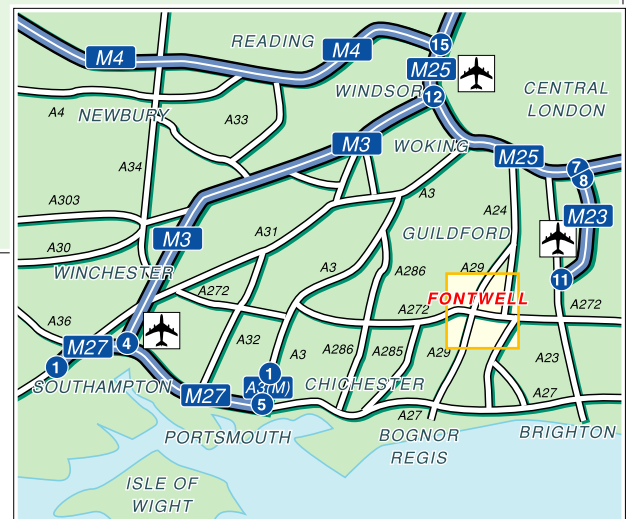 READING
M4
15
M4
M25
WINDSOR
CENTRAL
LONDON
12
A4
NEWBURY
A33
M3
WOKING
M25
7
8
A34
A303
A3
A24
M23
A31
GUILDFORD
M3
A30
WINCHESTER
A3
A286
A29
11
A272
FONTWELL
A272
A272
A36
M27
4
A32
A3
A286
A285
A29
A23
1
1
SOUTHAMPTON
A3(M)
CHICHESTER
M27
5
A27
A27
PORTSMOUTH
BOGNOR
REGIS
BRIGHTON
ISLE OF
WIGHT